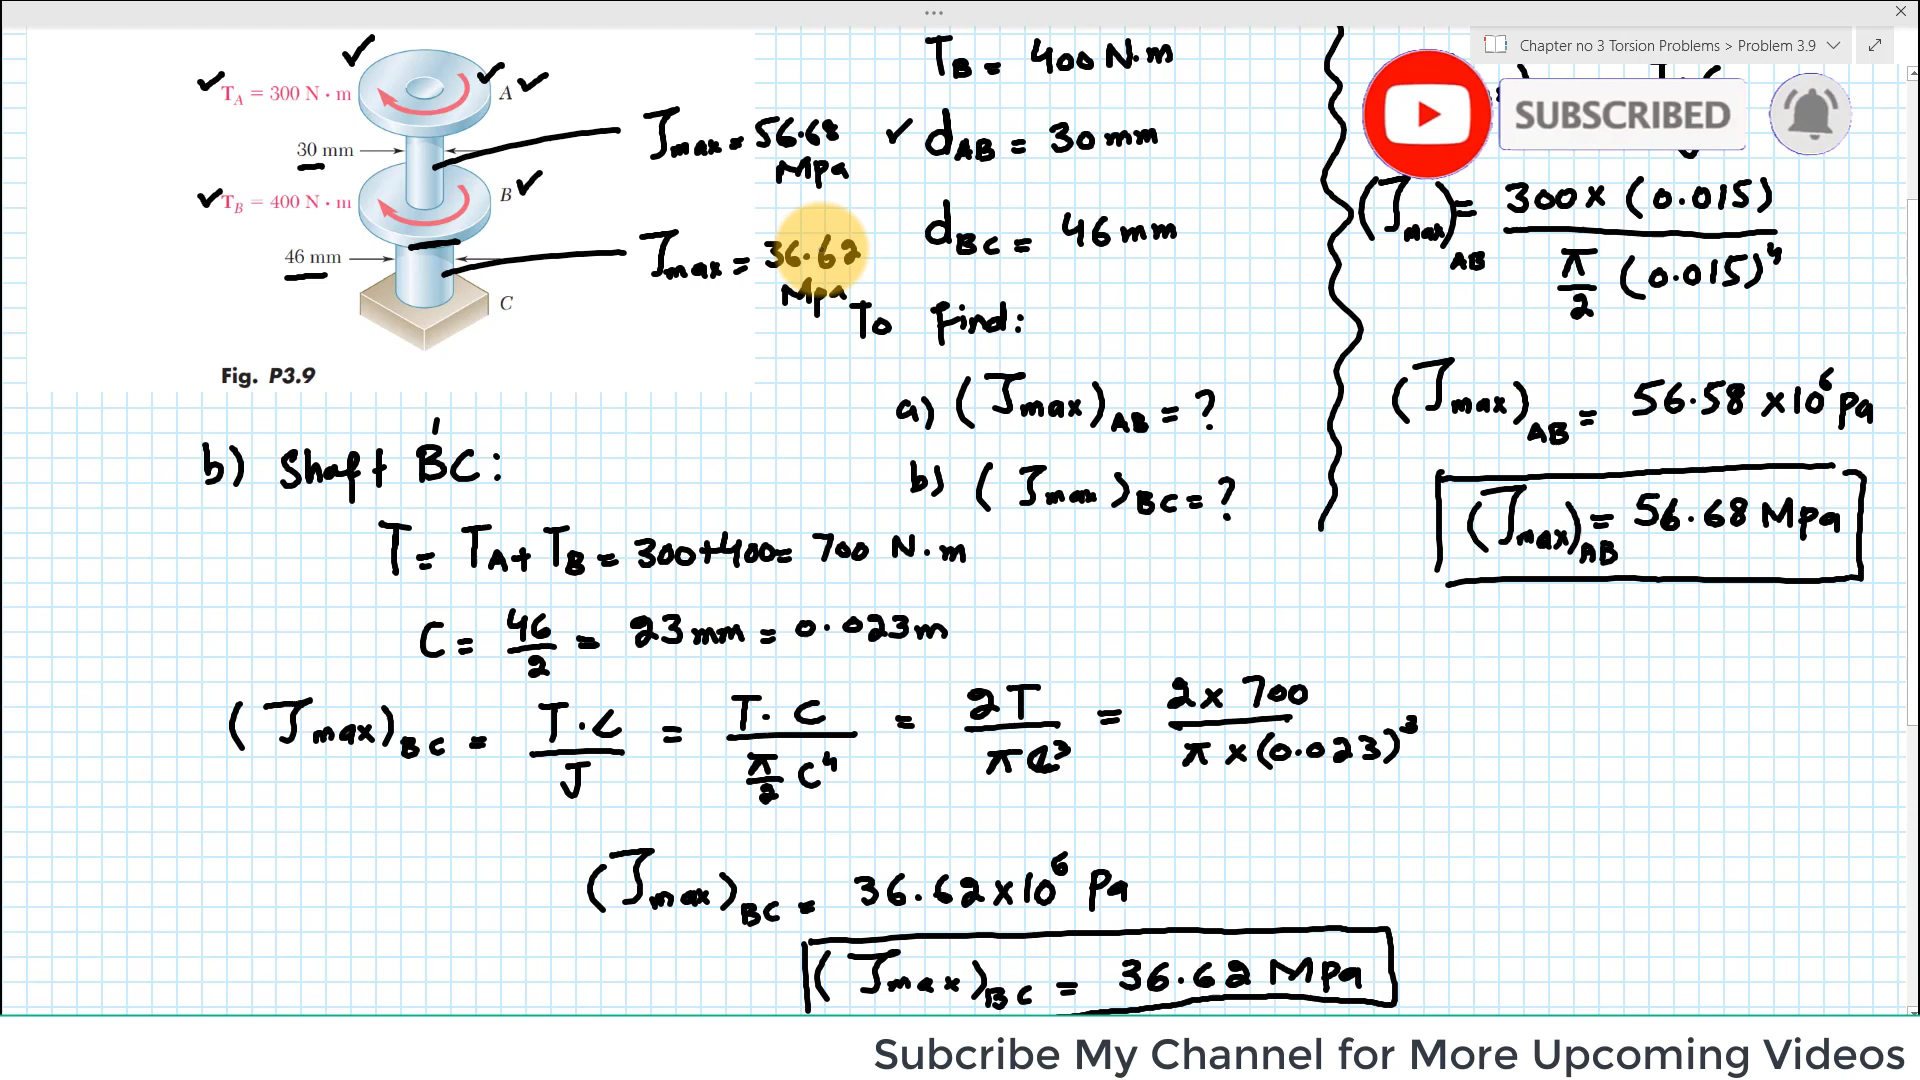 Chapter no 3 Torsion Problems > Problem 3.9
SUBSCRIBED
T_A = 300 N · m
A
30 mm
T_B = 400 N · m
B
46 mm
C
Fig. P3.9
τmax = 56.68 MPa
τmax = 36.62 MPa
T_B = 400 N.m
d_AB = 30 mm
d_BC = 46 mm
To find:
a) (τmax)_AB = ?
b) (τmax)_BC = ?
(τmax)_AB = 300 × (0.015) / π/2 (0.015)^4
(τmax)_AB = 56.58 × 10^6 Pa
(τmax)_AB = 56.68 MPa
b) Shaft BC:
T = T_A + T_B = 300+400 = 700 N.m
C = 46/2 = 23 mm = 0.023 m
(τmax)_BC = T.C / J = T.C / π/2 C^4 = 2T / πC^3 = 2 × 700 / π × (0.023)^3
(τmax)_BC = 36.62 × 10^6 Pa
(τmax)_BC = 36.62 MPa
Subcribe My Channel for More Upcoming Videos